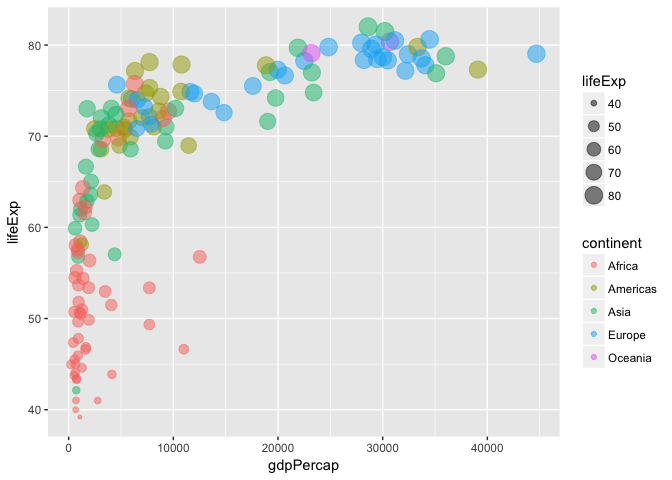 80
70
60
50
40
lifeExp
0
10000
20000
30000
40000
gdpPercap
lifeExp
40
50
60
70
80
continent
Africa
Americas
Asia
Europe
Oceania